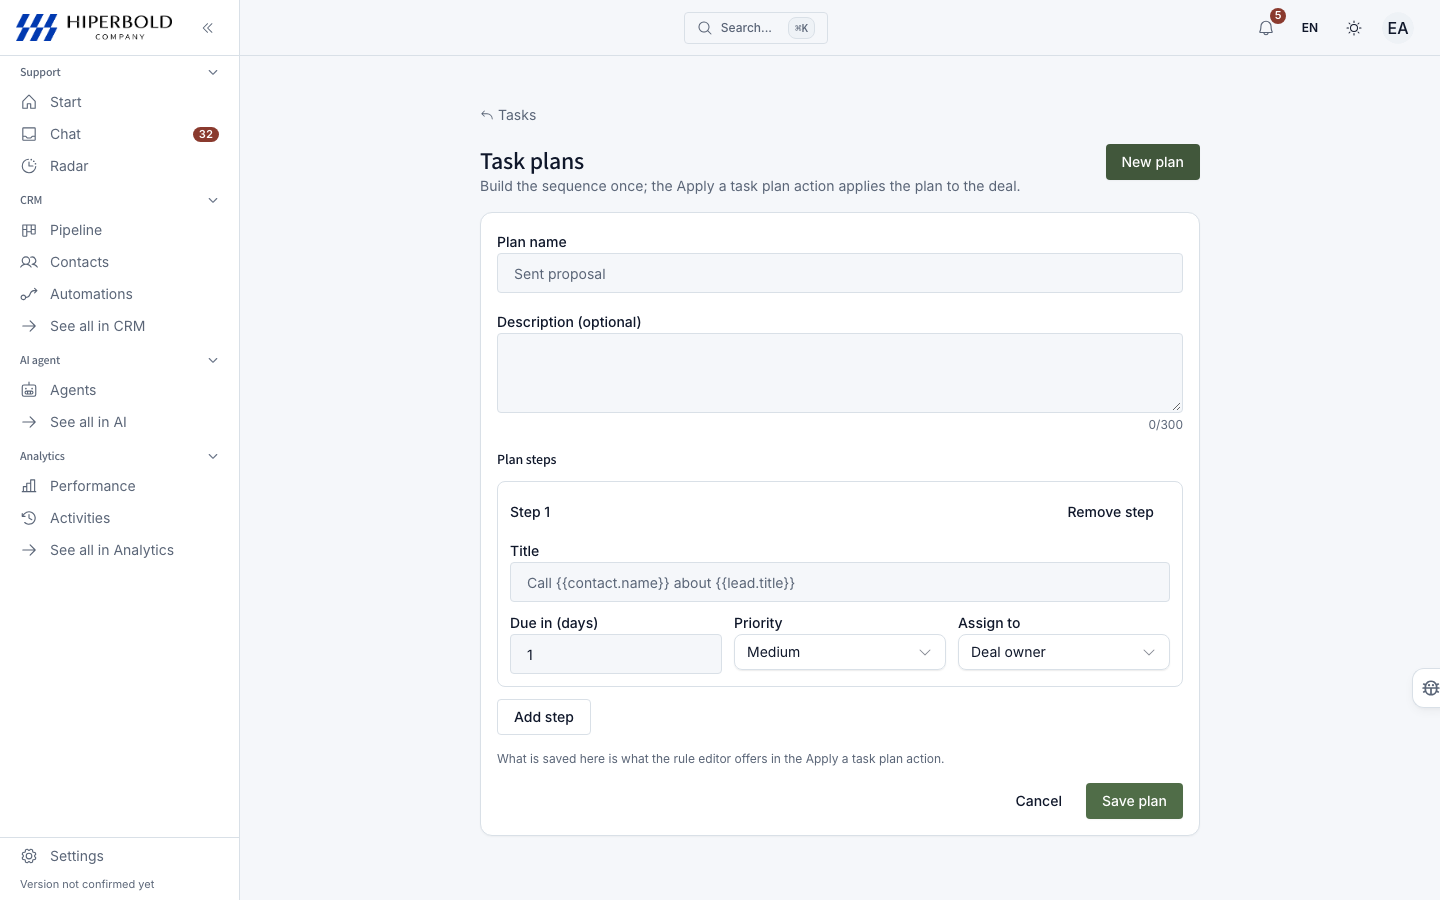 HIPERBOLD
COMPANY
Search...
⌘K
5
EN
EA
Support
Start
Chat
32
Radar
CRM
Pipeline
Contacts
Automations
See all in CRM
AI agent
Agents
See all in AI
Analytics
Performance
Activities
See all in Analytics
Settings
Version not confirmed yet
Tasks
Task plans
New plan
Build the sequence once; the Apply a task plan action applies the plan to the deal.
Plan name
Sent proposal
Description (optional)
0/300
Plan steps
Step 1
Remove step
Title
Call {{contact.name}} about {{lead.title}}
Due in (days)
Priority
Assign to
1
Medium
Deal owner
Add step
What is saved here is what the rule editor offers in the Apply a task plan action.
Cancel
Save plan